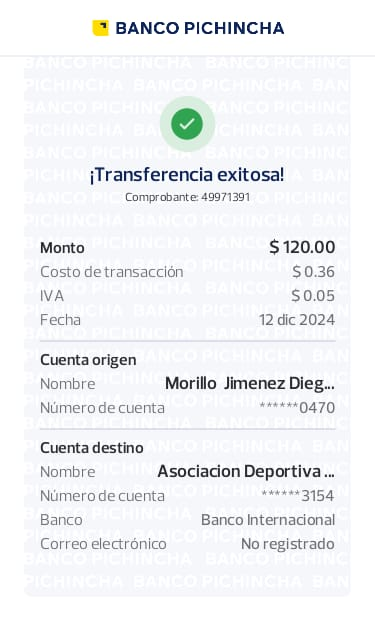 BANCO PICHINCHA
¡Transferencia exitosa!
Comprobante: 49971391
Monto $ 120.00
Costo de transacción $ 0.36
IVA $ 0.05
Fecha 12 dic 2024
Cuenta origen
Nombre Morillo Jimenez Dieg...
Número de cuenta ******0470
Cuenta destino
Nombre Asociacion Deportiva ...
Número de cuenta ******3154
Banco Banco Internacional
Correo electrónico No registrado